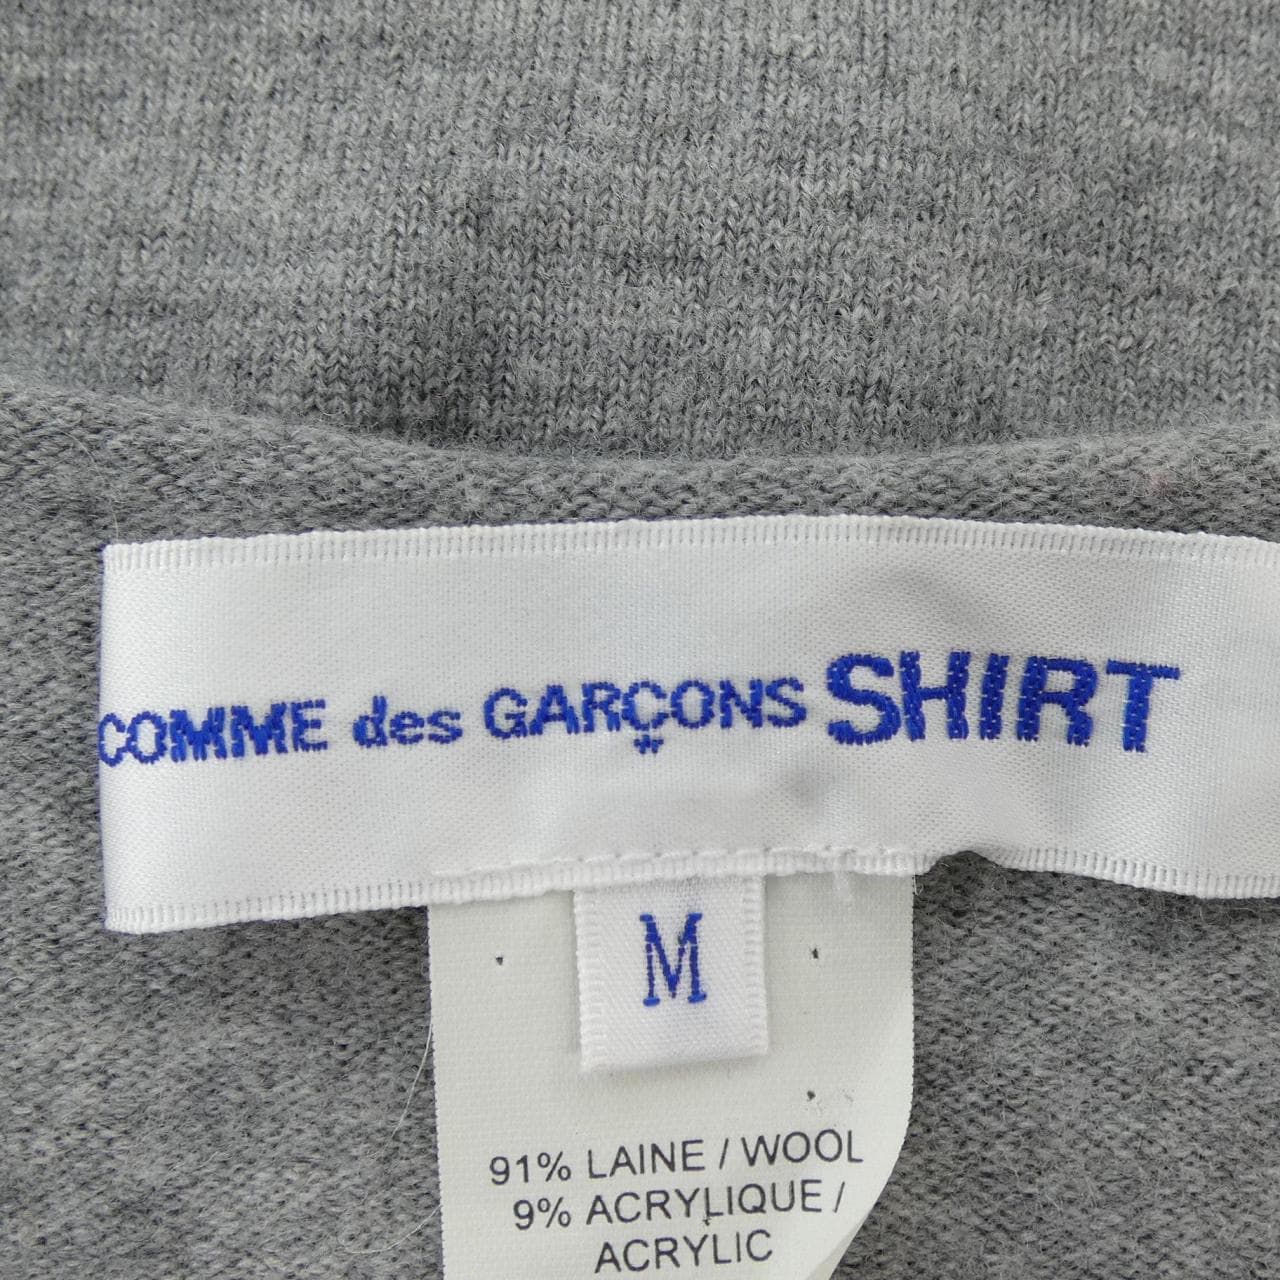 COMME des GARÇONS SHIRT
M
91% LAINE / WOOL
9% ACRYLIQUE /
ACRYLIC